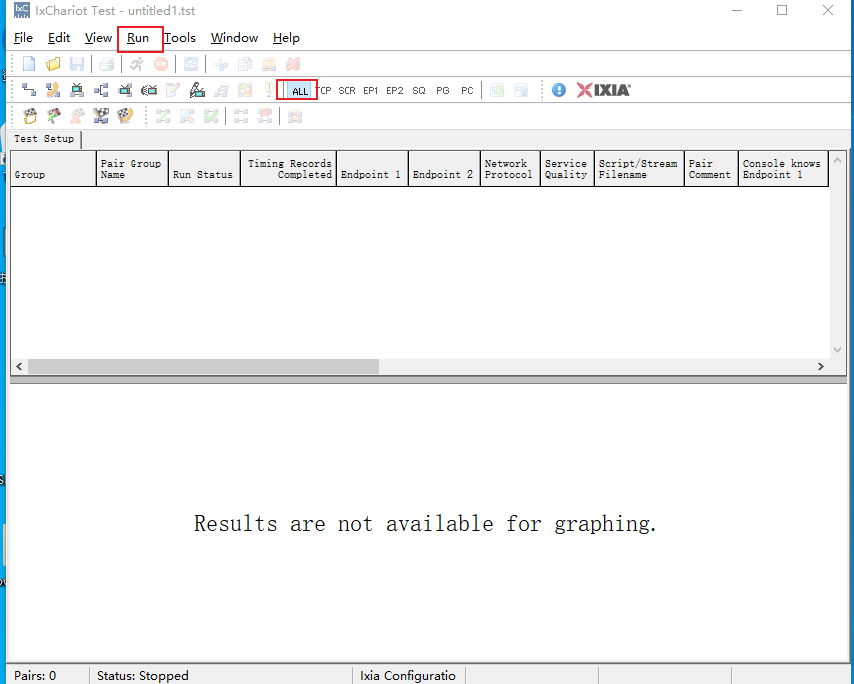 IxC
IxChariot Test - untitled1.tst
File Edit View Run Tools Window Help
ALL TCP SCR EP1 EP2 SQ PG PC XIXIA
Test Setup
Group
Pair Group Name
Run Status
Timing Records Completed
Endpoint 1
Endpoint 2
Network Protocol
Service Quality
Script/Stream Filename
Pair Comment
Console knows Endpoint 1
Results are not available for graphing.
Pairs: 0 Status: Stopped Ixia Configuratio